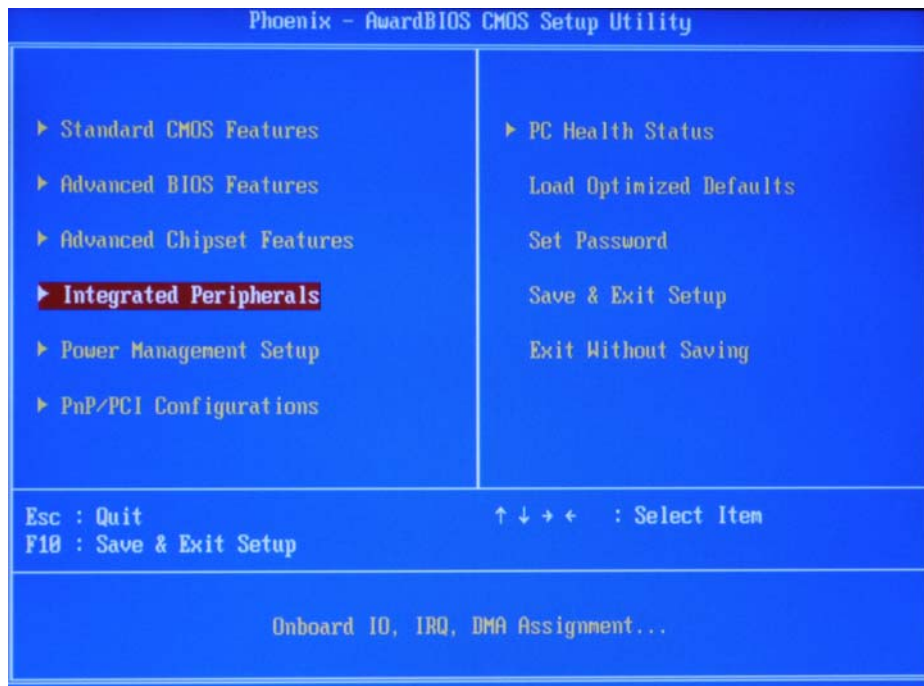 Phoenix - AwardBIOS CMOS Setup Utility
▶ Standard CMOS Features
▶ Advanced BIOS Features
▶ Advanced Chipset Features
▶ Integrated Peripherals
▶ Power Management Setup
▶ PnP/PCI Configurations
▶ PC Health Status
Load Optimized Defaults
Set Password
Save & Exit Setup
Exit Without Saving
Esc : Quit
F10 : Save & Exit Setup
↑ ↓ → ← : Select Item
Onboard IO, IRQ, DMA Assignment...